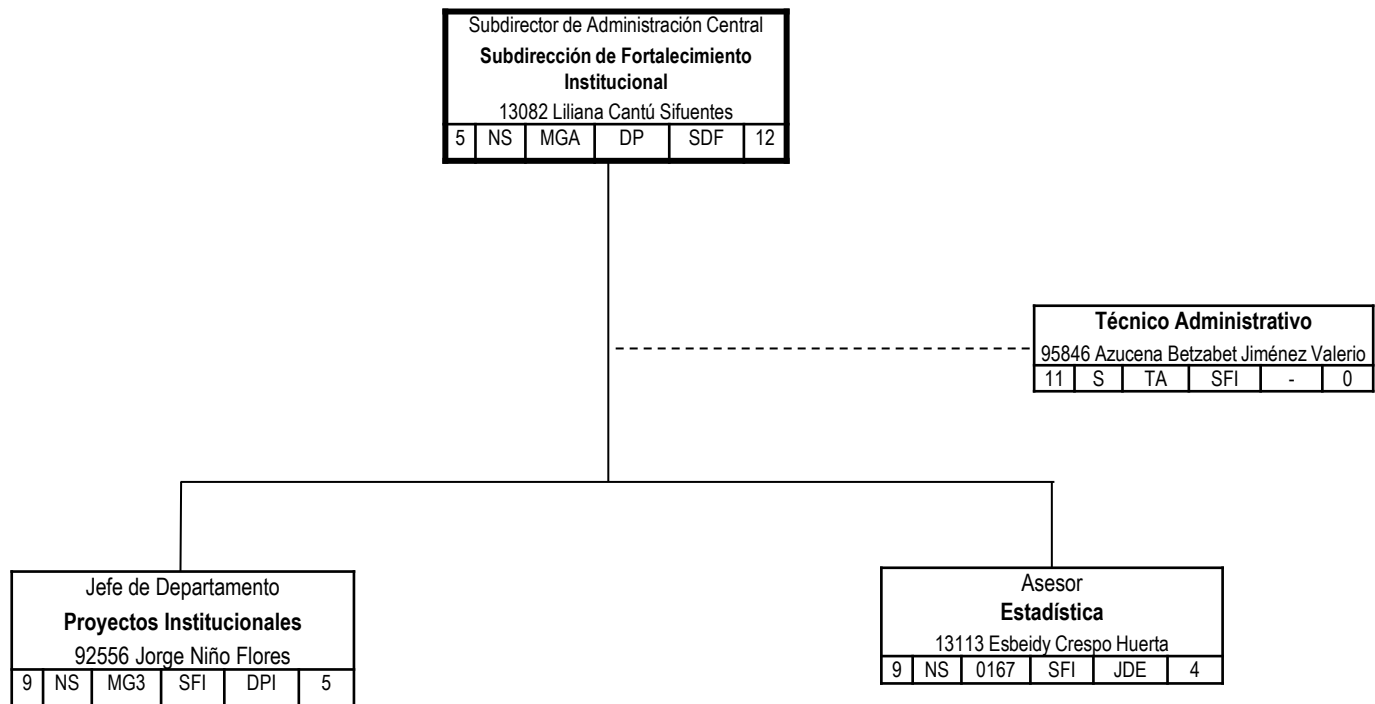 Subdirector de Administración Central
Subdirección de Fortalecimiento
Institucional
13082 Liliana Cantú Sifuentes
5 NS MGA DP SDF 12
Técnico Administrativo
95846 Azucena Betzabet Jiménez Valerio
11 S TA SFI - 0
Jefe de Departamento
Proyectos Institucionales
92556 Jorge Niño Flores
9 NS MG3 SFI DPI 5
Asesor
Estadística
13113 Esbeidy Crespo Huerta
9 NS 0167 SFI JDE 4